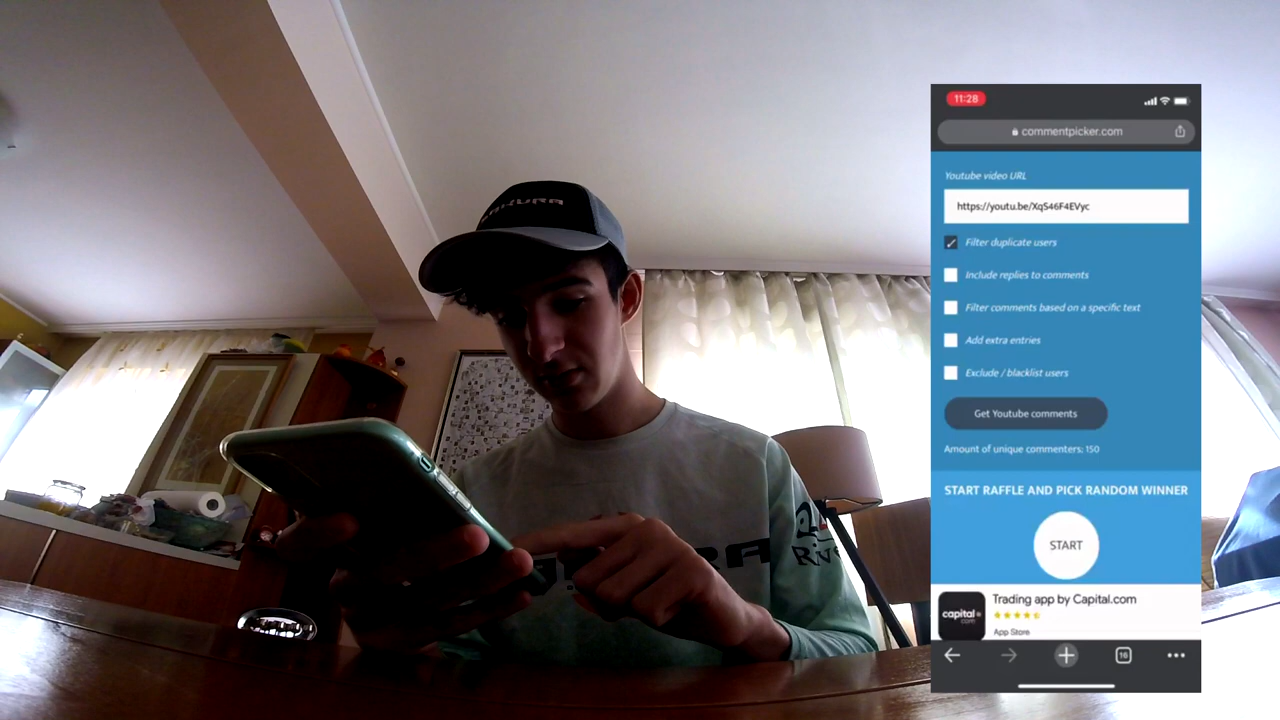 11:28
commentpicker.com
Youtube video URL
https://youtu.be/XqS46F4EVyc
Filter duplicate users
Include replies to comments
Filter comments based on a specific text
Add extra entries
Exclude / blacklist users
Get Youtube comments
Amount of unique commenters: 150
START RAFFLE AND PICK RANDOM WINNER
START
capital
com
Trading app by Capital.com
App Store
16